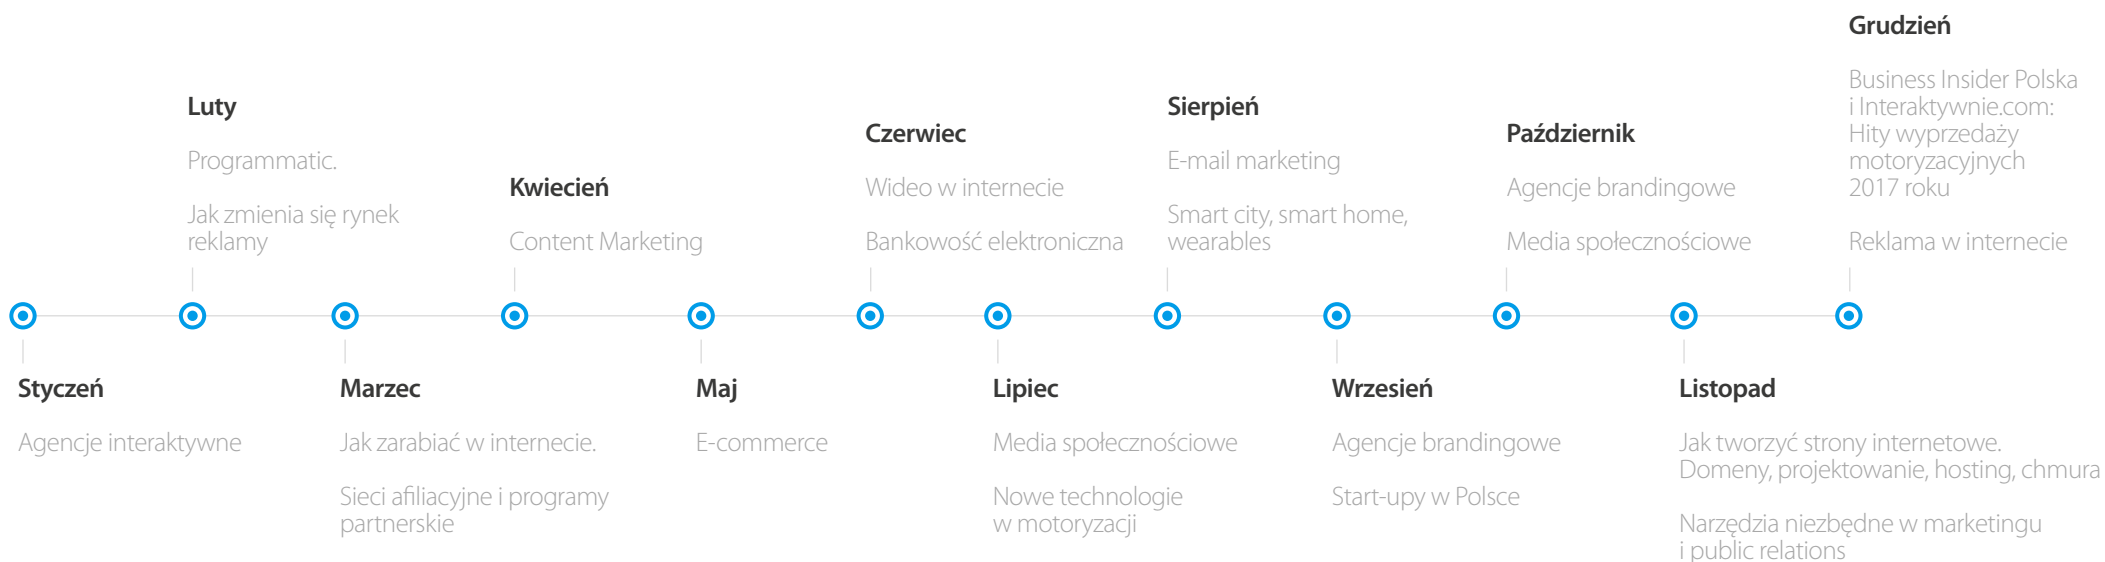 Styczeń
Agencje interaktywne
Luty
Programmatic.
Jak zmienia się rynek
reklamy
Marzec
Jak zarabiać w internecie.
Sieci afiliacyjne i programy
partnerskie
Kwiecień
Content Marketing
Maj
E-commerce
Czerwiec
Wideo w internecie
Bankowość elektroniczna
Lipiec
Media społecznościowe
Nowe technologie
w motoryzacji
Sierpień
E-mail marketing
Smart city, smart home,
wearables
Wrzesień
Agencje brandingowe
Start-upy w Polsce
Październik
Agencje brandingowe
Media społecznościowe
Listopad
Jak tworzyć strony internetowe.
Domeny, projektowanie, hosting, chmura
Narzędzia niezbędne w marketingu
i public relations
Grudzień
Business Insider Polska
i Interaktywnie.com:
Hity wyprzedaży
motoryzacyjnych
2017 roku
Reklama w internecie